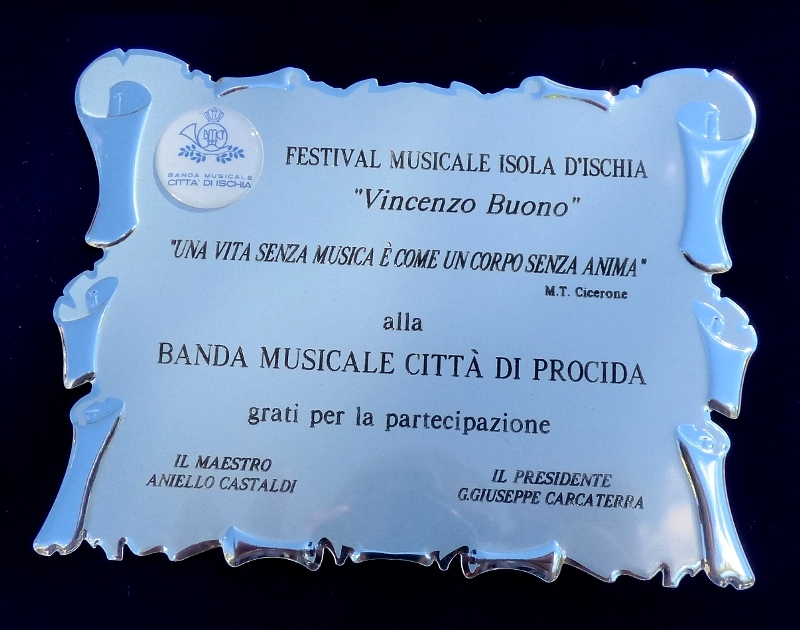 BMCI
BANDA MUSICALE
CITTA' DI ISCHIA
FESTIVAL MUSICALE ISOLA D'ISCHIA
"Vincenzo Buono"
"UNA VITA SENZA MUSICA È COME UN CORPO SENZA ANIMA"
M.T. Cicerone
alla
BANDA MUSICALE CITTÀ DI PROCIDA
grati per la partecipazione
IL MAESTRO
ANIELLO CASTALDI
IL PRESIDENTE
G.GIUSEPPE CARCATERRA